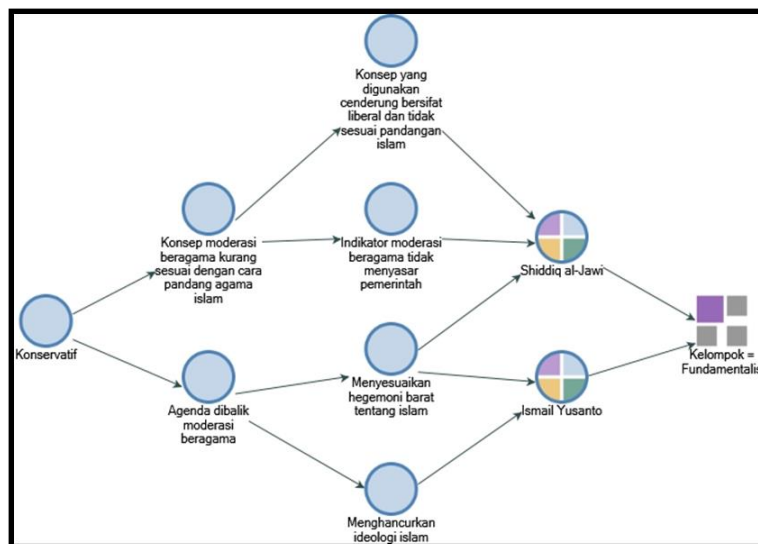 Konsep yang
digunakan
cenderung bersifat
liberal dan tidak
sesuai pandangan
islam
Konsep moderasi
beragama kurang
sesuai dengan cara
pandang agama
islam
Indikator moderasi
beragama tidak
menyasar
pemerintah
Shiddiq al-Jawi
Konservatif
Kelompok =
Fundamentalis
Agenda dibalik
moderasi
beragama
Menyesuaikan
hegemoni barat
tentang islam
Ismail Yusanto
Menghancurkan
ideologi islam